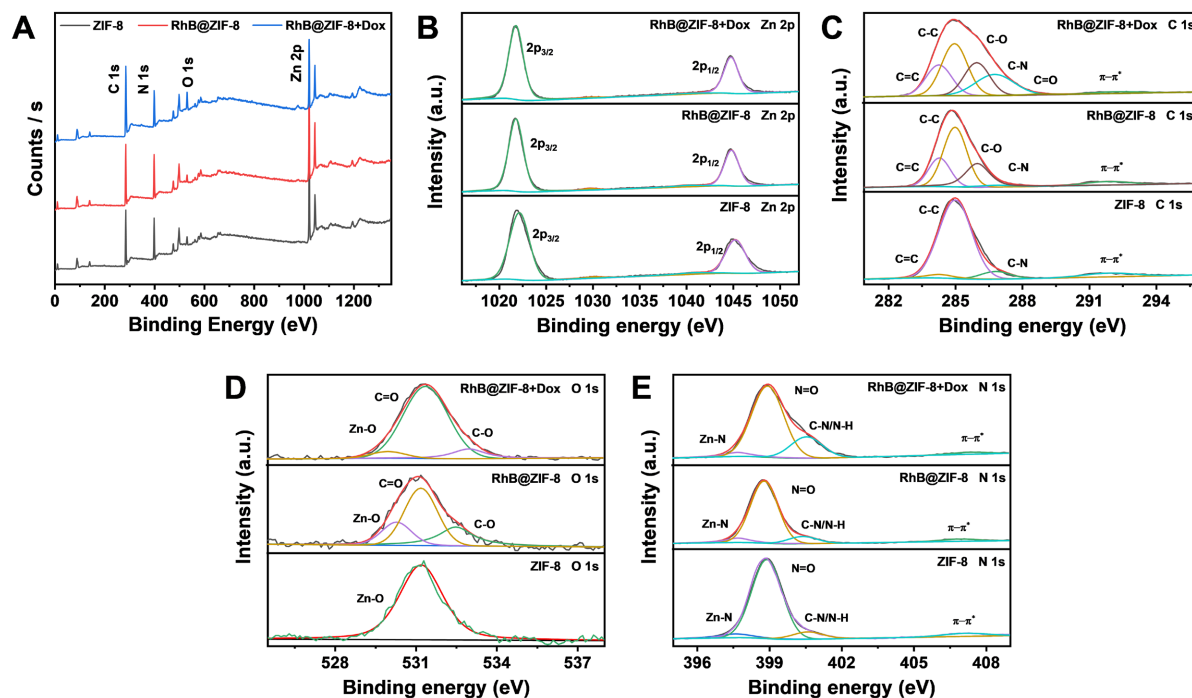 A
ZIF-8 RhB@ZIF-8 RhB@ZIF-8+Dox
C 1s
N 1s
O 1s
Zn 2p
Counts / s
0 200 400 600 800 1000 1200
Binding Energy (eV)
B
RhB@ZIF-8+Dox Zn 2p
2p3/2
2p1/2
RhB@ZIF-8 Zn 2p
2p3/2
2p1/2
ZIF-8 Zn 2p
2p3/2
2p1/2
Intensity (a.u.)
1020 1025 1030 1035 1040 1045 1050
Binding energy (eV)
C
RhB@ZIF-8+Dox C 1s
C-C
C-O
C=C
C-N
C=O
π–π*
RhB@ZIF-8 C 1s
C-C
C-O
C=C
C-N
π–π*
ZIF-8 C 1s
C-C
C=C
C-N
π–π*
Intensity (a.u.)
282 285 288 291 294
Binding energy (eV)
D
RhB@ZIF-8+Dox O 1s
C=O
Zn-O
C-O
RhB@ZIF-8 O 1s
C=O
Zn-O
C-O
ZIF-8 O 1s
Zn-O
Intensity (a.u.)
528 531 534 537
Binding energy (eV)
E
RhB@ZIF-8+Dox N 1s
N=O
Zn-N
C-N/N-H
π–π*
RhB@ZIF-8 N 1s
N=O
Zn-N
C-N/N-H
π–π*
ZIF-8 N 1s
N=O
Zn-N
C-N/N-H
π–π*
Intensity (a.u.)
396 399 402 405 408
Binding energy (eV)